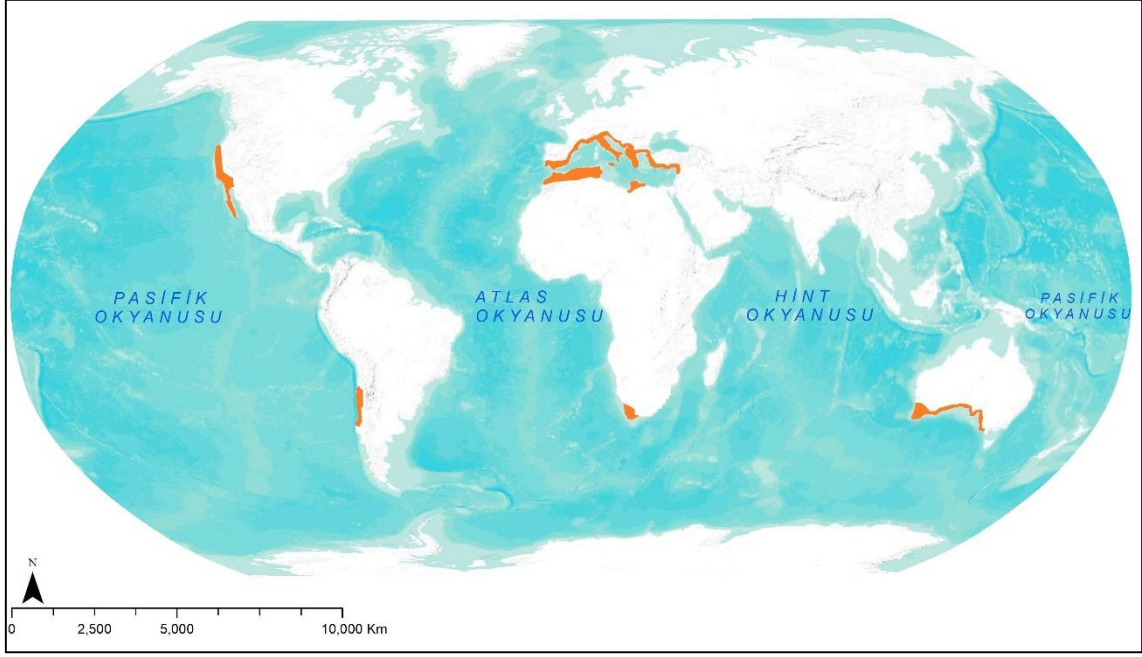 PASİFİK
OKYANUSU
ATLAS
OKYANUSU
HİNT
OKYANUSU
PASİFİK
OKYANUSU
N
0 2,500 5,000 10,000 Km